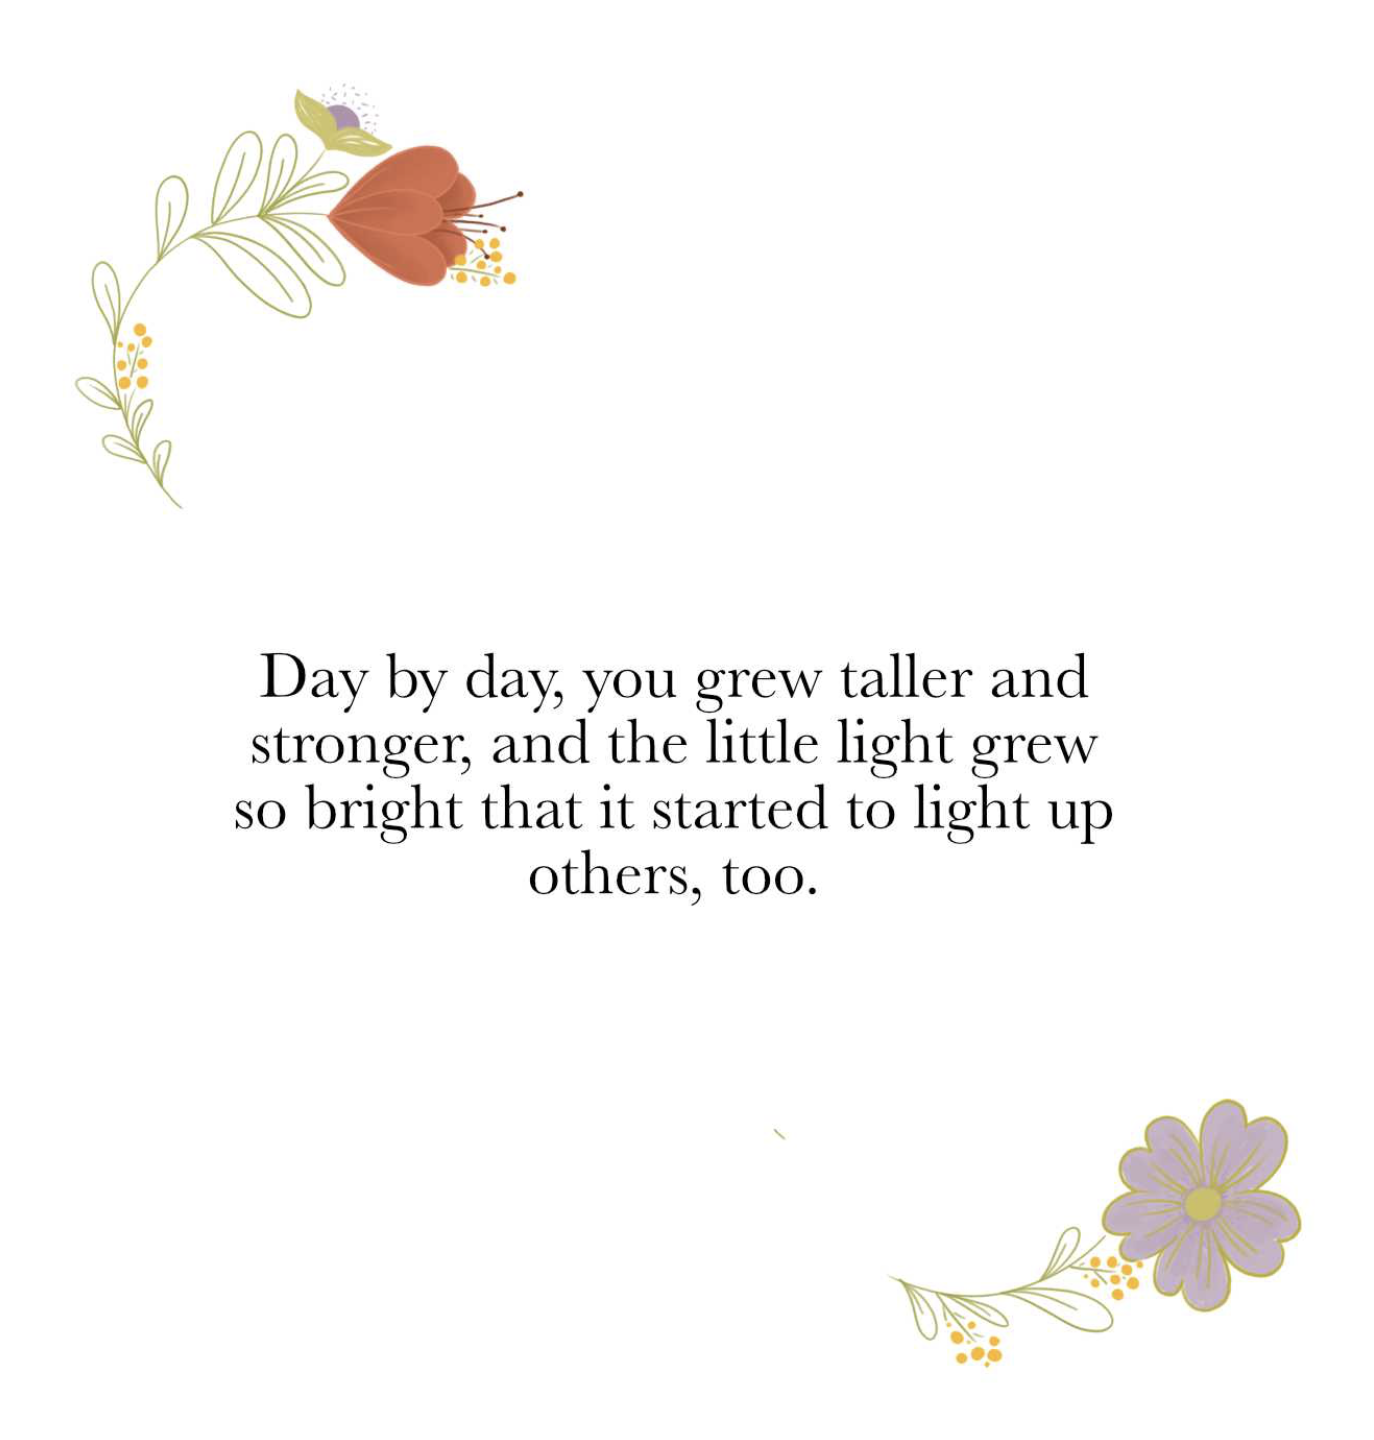 Day by day, you grew taller and
stronger, and the little light grew
so bright that it started to light up
others, too.